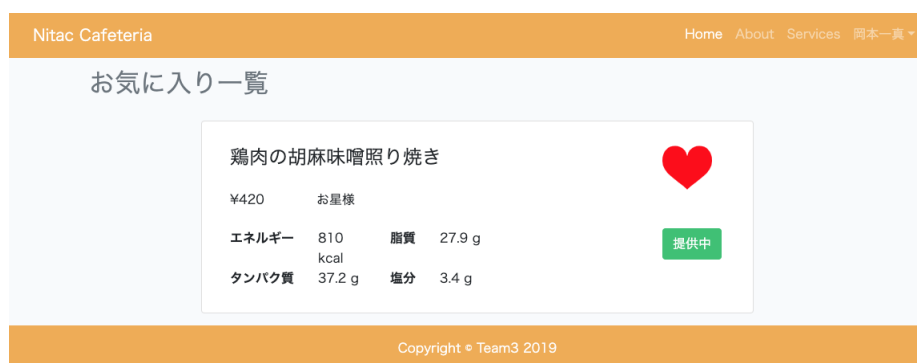 Nitac Cafeteria Home About Services 岡本一真
お気に入り一覧
鶏肉の胡麻味噌照り焼き
¥420 お星様
エネルギー 810 kcal 脂質 27.9 g
タンパク質 37.2 g 塩分 3.4 g
提供中
Copyright © Team3 2019